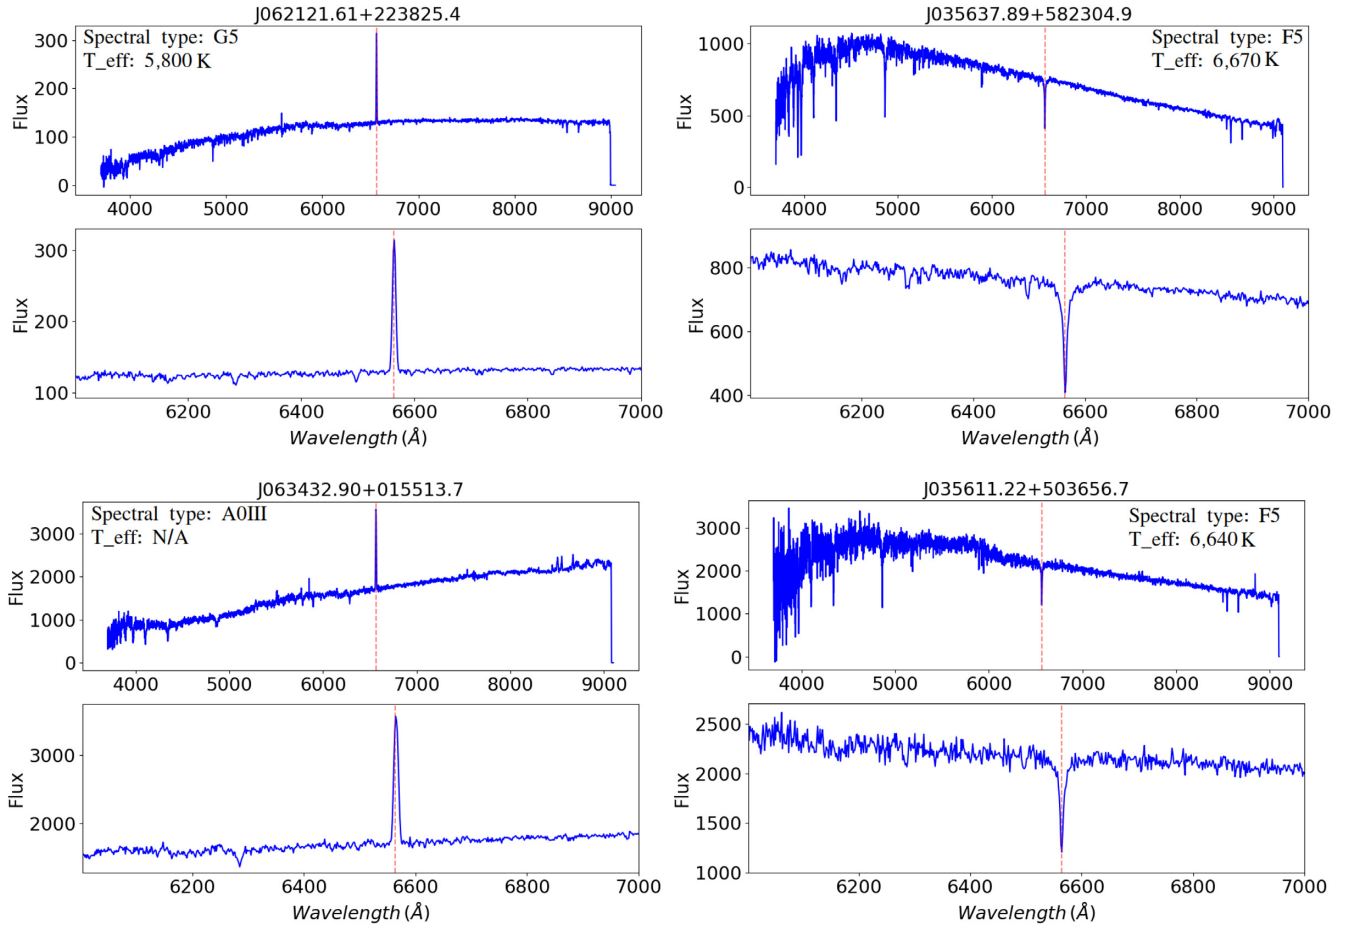 J062121.61+223825.4
Spectral type: G5
T_eff: 5,800 K
Flux
300
200
100
0
4000 5000 6000 7000 8000 9000
Flux
300
200
100
6200 6400 6600 6800 7000
Wavelength (Å)
J035637.89+582304.9
Spectral type: F5
T_eff: 6,670 K
Flux
1000
500
0
4000 5000 6000 7000 8000 9000
Flux
800
600
400
6200 6400 6600 6800 7000
Wavelength (Å)
J063432.90+015513.7
Spectral type: A0III
T_eff: N/A
Flux
3000
2000
1000
0
4000 5000 6000 7000 8000 9000
Flux
3000
2000
6200 6400 6600 6800 7000
Wavelength (Å)
J035611.22+503656.7
Spectral type: F5
T_eff: 6,640 K
Flux
3000
2000
1000
0
4000 5000 6000 7000 8000 9000
Flux
2500
2000
1500
1000
6200 6400 6600 6800 7000
Wavelength (Å)